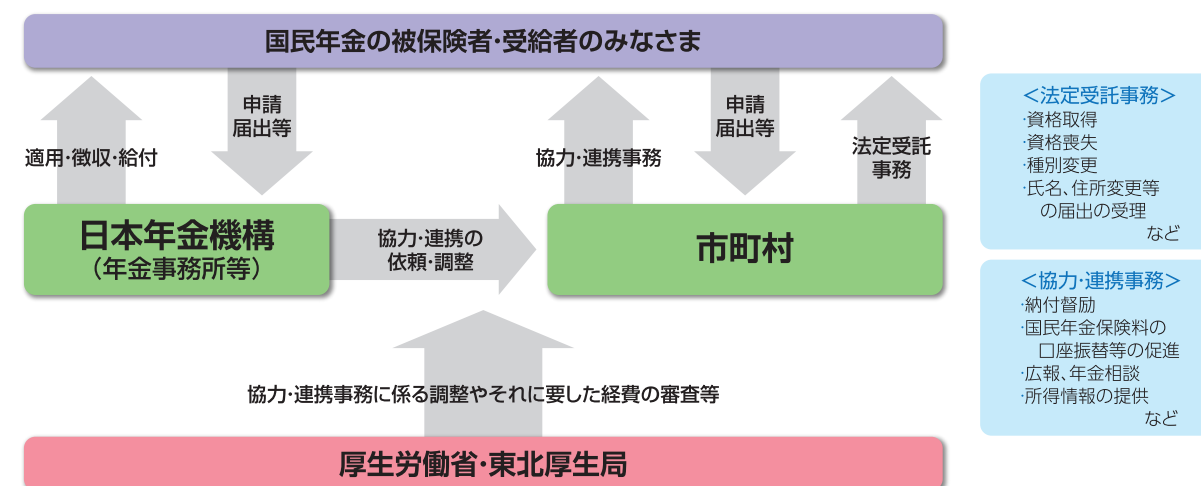 国民年金の被保険者・受給者のみなさま
適用・徴収・給付
申請
届出等
協力・連携事務
申請
届出等
法定受託
事務
日本年金機構
（年金事務所等）
協力・連携の
依頼・調整
市町村
協力・連携事務に係る調整やそれに要した経費の審査等
厚生労働省・東北厚生局
＜法定受託事務＞
・資格取得
・資格喪失
・種別変更
・氏名、住所変更等
の届出の受理
など
＜協力・連携事務＞
・納付督励
・国民年金保険料の
口座振替等の促進
・広報、年金相談
・所得情報の提供
など